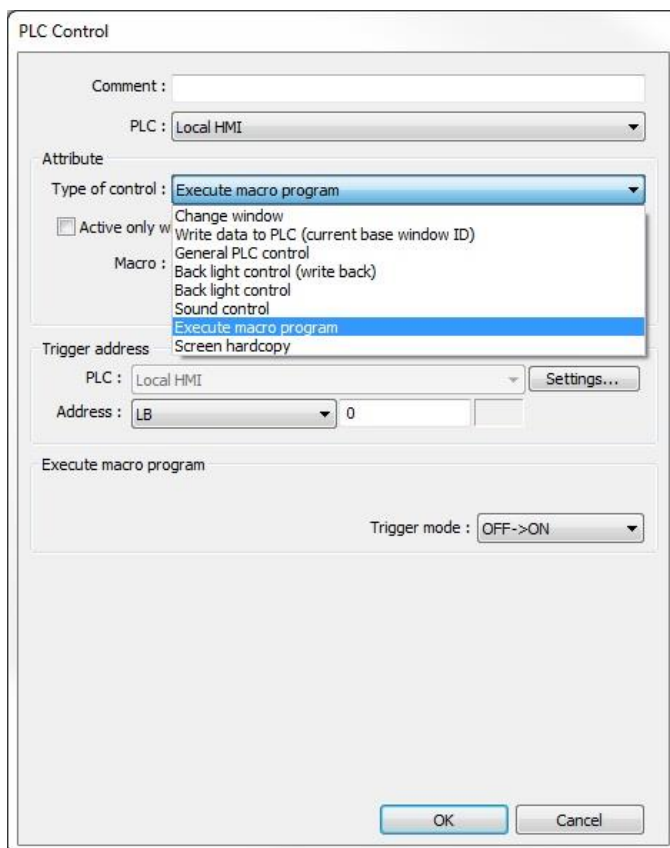 PLC Control
Comment :
PLC : Local HMI
Attribute
Type of control : Execute macro program
Change window
Active only w
Write data to PLC (current base window ID)
General PLC control
Macro :
Back light control (write back)
Back light control
Sound control
Execute macro program
Screen hardcopy
Trigger address
PLC : Local HMI Settings...
Address : LB 0
Execute macro program
Trigger mode : OFF->ON
OK Cancel